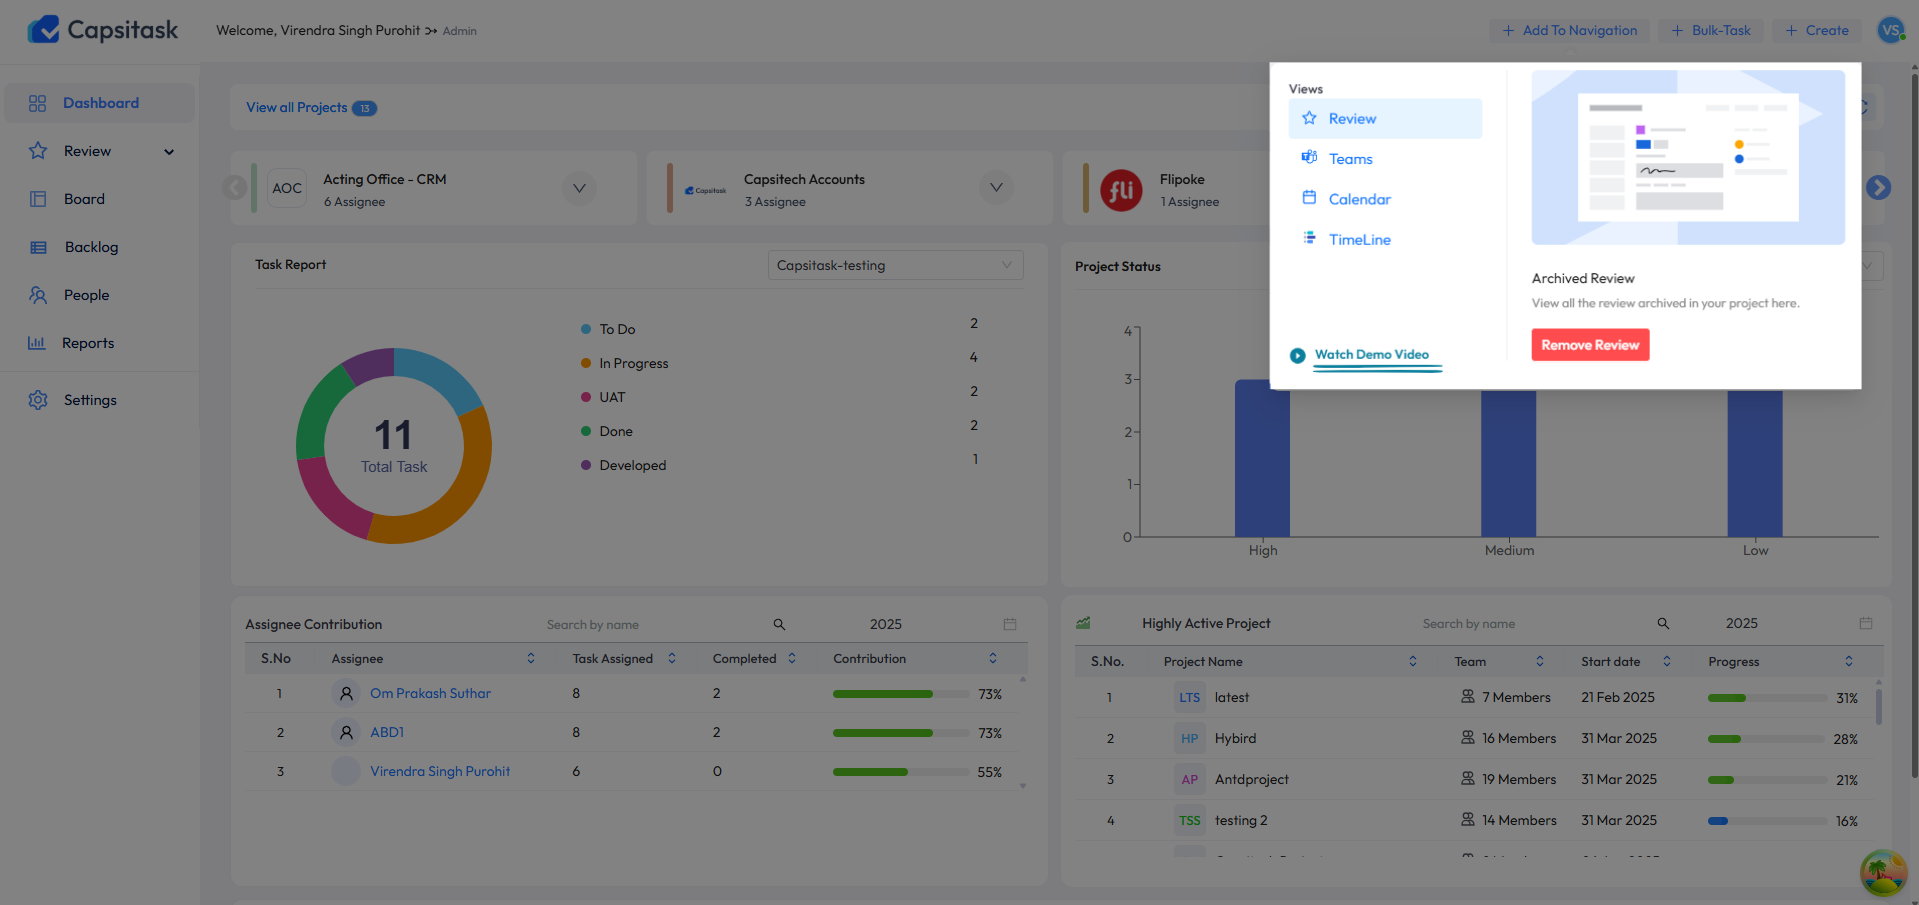 Capsitask
Welcome, Virendra Singh Purohit Admin
Add To Navigation
Bulk-Task
Create
VS
Dashboard
Review
Board
Backlog
People
Reports
Settings
View all Projects 13
AOC
Acting Office - CRM
6 Assignee
Capsitask
Capsitech Accounts
3 Assignee
fli
Flipoke
1 Assignee
Views
Review
Teams
Calendar
TimeLine
Watch Demo Video
Archived Review
View all the review archived in your project here.
Remove Review
Task Report
Capsitask-testing
11
Total Task
To Do 2
In Progress 4
UAT 2
Done 2
Developed 1
Project Status
4
3
2
1
0
High Medium Low
Assignee Contribution
Search by name
2025
S.No Assignee Task Assigned Completed Contribution
1 Om Prakash Suthar 8 2 73%
2 ABD1 8 2 73%
3 Virendra Singh Purohit 6 0 55%
Highly Active Project
Search by name
2025
S.No. Project Name Team Start date Progress
1 LTS latest 7 Members 21 Feb 2025 31%
2 HP Hybird 16 Members 31 Mar 2025 28%
3 AP Antdproject 19 Members 31 Mar 2025 21%
4 TSS testing 2 14 Members 31 Mar 2025 16%